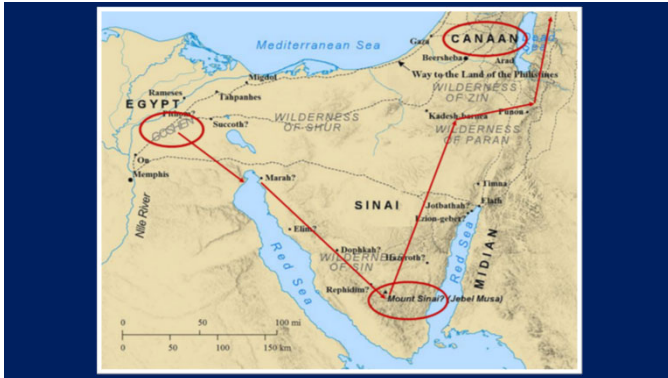 Mediterranean Sea
Gaza
CANAAN
Dead
Sea
Beersheba
Arad
Way to the Land of the Philistines
Migdol
Rameses
Tahpanhes
EGYPT
WILDERNESS
OF ZIN
Pithom?
GOSHEN
Succoth?
WILDERNESS
OF SHUR
Kadesh-barnea
Punon
WILDERNESS
OF PARAN
On
Memphis
Marah?
Timna
SINAI
Jotbathah?
Elath
Ezion-geber?
Nile River
Elim?
Dophkah?
WILDERNESS
OF SIN
Hazeroth?
Red Sea
MIDIAN
Red Sea
Rephidim?
Mount Sinai? (Jebel Musa)
0 50 100 mi
0 50 100 150 km